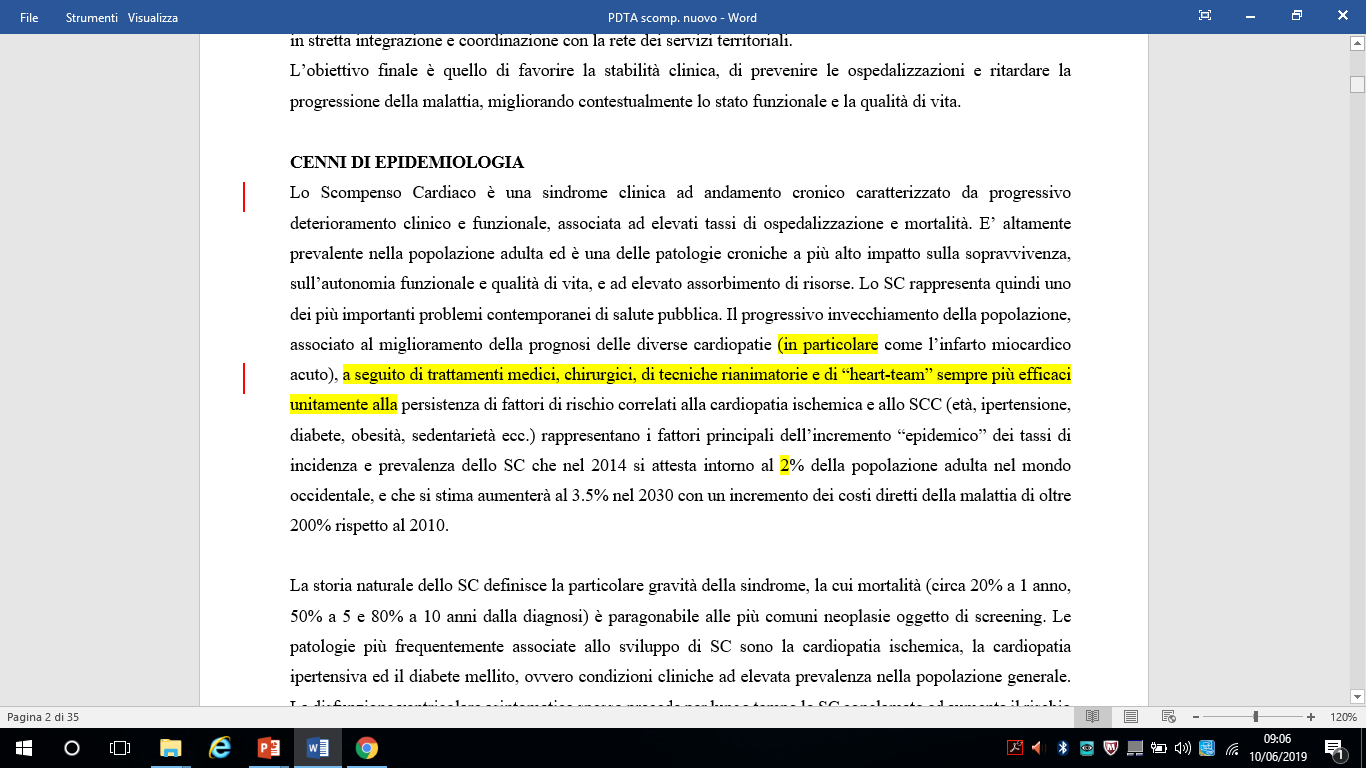 File Strumenti Visualizza PDTA scomp. nuovo - Word
in stretta integrazione e coordinazione con la rete dei servizi territoriali.
L’obiettivo finale è quello di favorire la stabilità clinica, di prevenire le ospedalizzazioni e ritardare la
progressione della malattia, migliorando contestualmente lo stato funzionale e la qualità di vita.
CENNI DI EPIDEMIOLOGIA
Lo Scompenso Cardiaco è una sindrome clinica ad andamento cronico caratterizzato da progressivo
deterioramento clinico e funzionale, associata ad elevati tassi di ospedalizzazione e mortalità. E’ altamente
prevalente nella popolazione adulta ed è una delle patologie croniche a più alto impatto sulla sopravvivenza,
sull’autonomia funzionale e qualità di vita, e ad elevato assorbimento di risorse. Lo SC rappresenta quindi uno
dei più importanti problemi contemporanei di salute pubblica. Il progressivo invecchiamento della popolazione,
associato al miglioramento della prognosi delle diverse cardiopatie (in particolare come l’infarto miocardico
acuto), a seguito di trattamenti medici, chirurgici, di tecniche rianimatorie e di “heart-team” sempre più efficaci
unitamente alla persistenza di fattori di rischio correlati alla cardiopatia ischemica e allo SCC (età, ipertensione,
diabete, obesità, sedentarietà ecc.) rappresentano i fattori principali dell’incremento “epidemico” dei tassi di
incidenza e prevalenza dello SC che nel 2014 si attesta intorno al 2% della popolazione adulta nel mondo
occidentale, e che si stima aumenterà al 3.5% nel 2030 con un incremento dei costi diretti della malattia di oltre
200% rispetto al 2010.
La storia naturale dello SC definisce la particolare gravità della sindrome, la cui mortalità (circa 20% a 1 anno,
50% a 5 e 80% a 10 anni dalla diagnosi) è paragonabile alle più comuni neoplasie oggetto di screening. Le
patologie più frequentemente associate allo sviluppo di SC sono la cardiopatia ischemica, la cardiopatia
ipertensiva ed il diabete mellito, ovvero condizioni cliniche ad elevata prevalenza nella popolazione generale.
Pagina 2 di 35 120%
09:06
10/06/2019
1